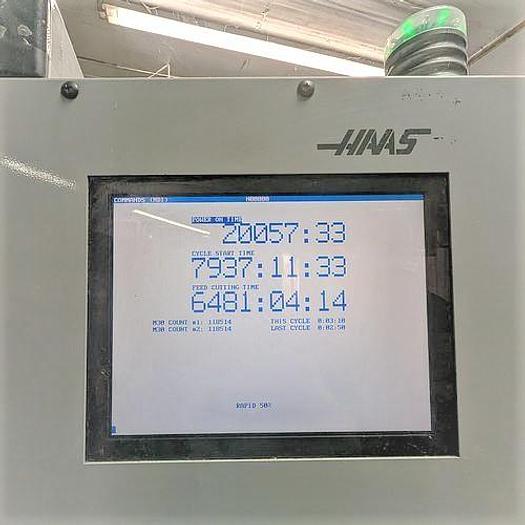 HAAS
COMMANDS (MDI) N00000
POWER ON TIME
20057:33
CYCLE START TIME
7937:11:33
FEED CUTTING TIME
6481:04:14
M30 COUNT #1: 118514 THIS CYCLE 0:03:10
M30 COUNT #2: 118514 LAST CYCLE 0:02:50
RAPID 50%